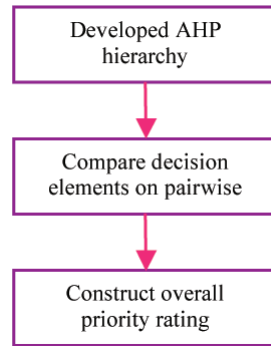 Developed AHP
hierarchy
Compare decision
elements on pairwise
Construct overall
priority rating